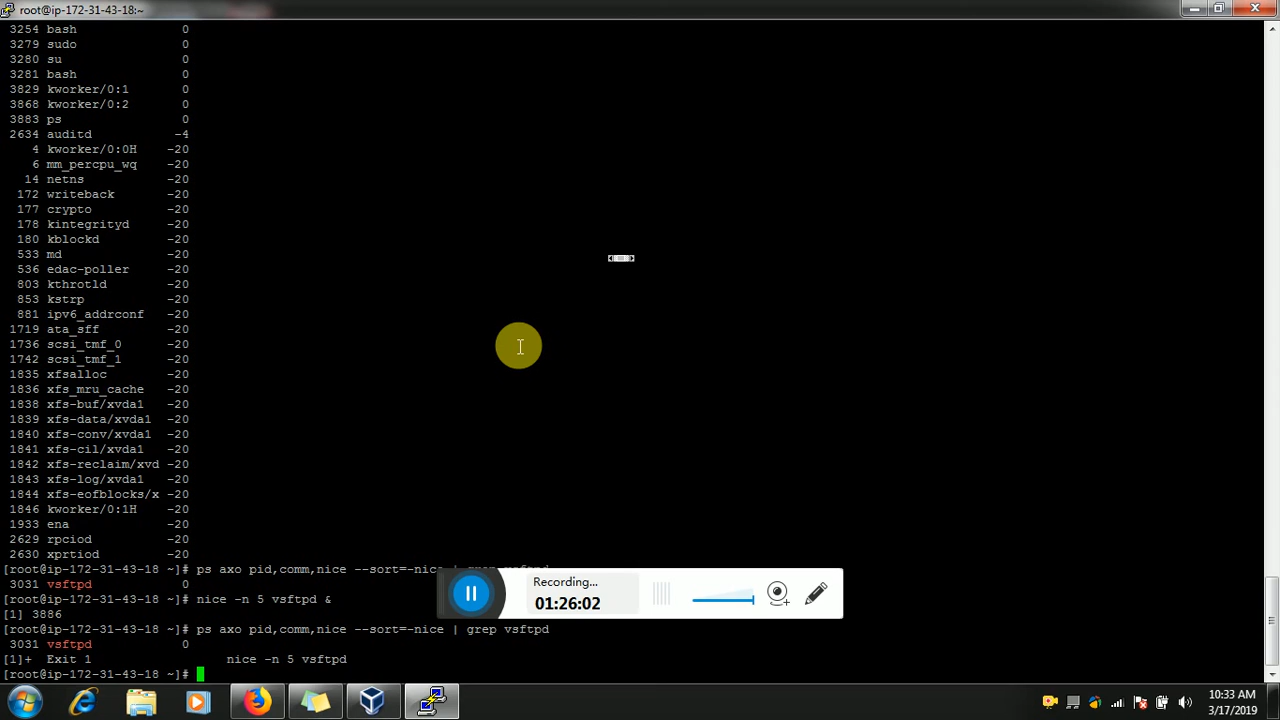 root@ip-172-31-43-18:~
3254 bash 0
3279 sudo 0
3280 su 0
3281 bash 0
3829 kworker/0:1 0
3868 kworker/0:2 0
3883 ps 0
2634 auditd -4
4 kworker/0:0H -20
6 mm_percpu_wq -20
14 netns -20
172 writeback -20
177 crypto -20
178 kintegrityd -20
180 kblockd -20
533 md -20
536 edac-poller -20
803 kthrotld -20
853 kstrp -20
881 ipv6_addrconf -20
1719 ata_sff -20
1736 scsi_tmf_0 -20
1742 scsi_tmf_1 -20
1835 xfsalloc -20
1836 xfs_mru_cache -20
1838 xfs-buf/xvda1 -20
1839 xfs-data/xvda1 -20
1840 xfs-conv/xvda1 -20
1841 xfs-cil/xvda1 -20
1842 xfs-reclaim/xvd -20
1843 xfs-log/xvda1 -20
1844 xfs-eofblocks/x -20
1846 kworker/0:1H -20
1933 ena -20
2629 rpciod -20
2630 xprtiod -20
[root@ip-172-31-43-18 ~]# ps axo pid,comm,nice --sort=-nice
3031 vsftpd 0
[root@ip-172-31-43-18 ~]# nice -n 5 vsftpd &
[1] 3886
[root@ip-172-31-43-18 ~]# ps axo pid,comm,nice --sort=-nice | grep vsftpd
3031 vsftpd 0
[1]+ Exit 1 nice -n 5 vsftpd
[root@ip-172-31-43-18 ~]#
Recording...
01:26:02
10:33 AM
3/17/2019